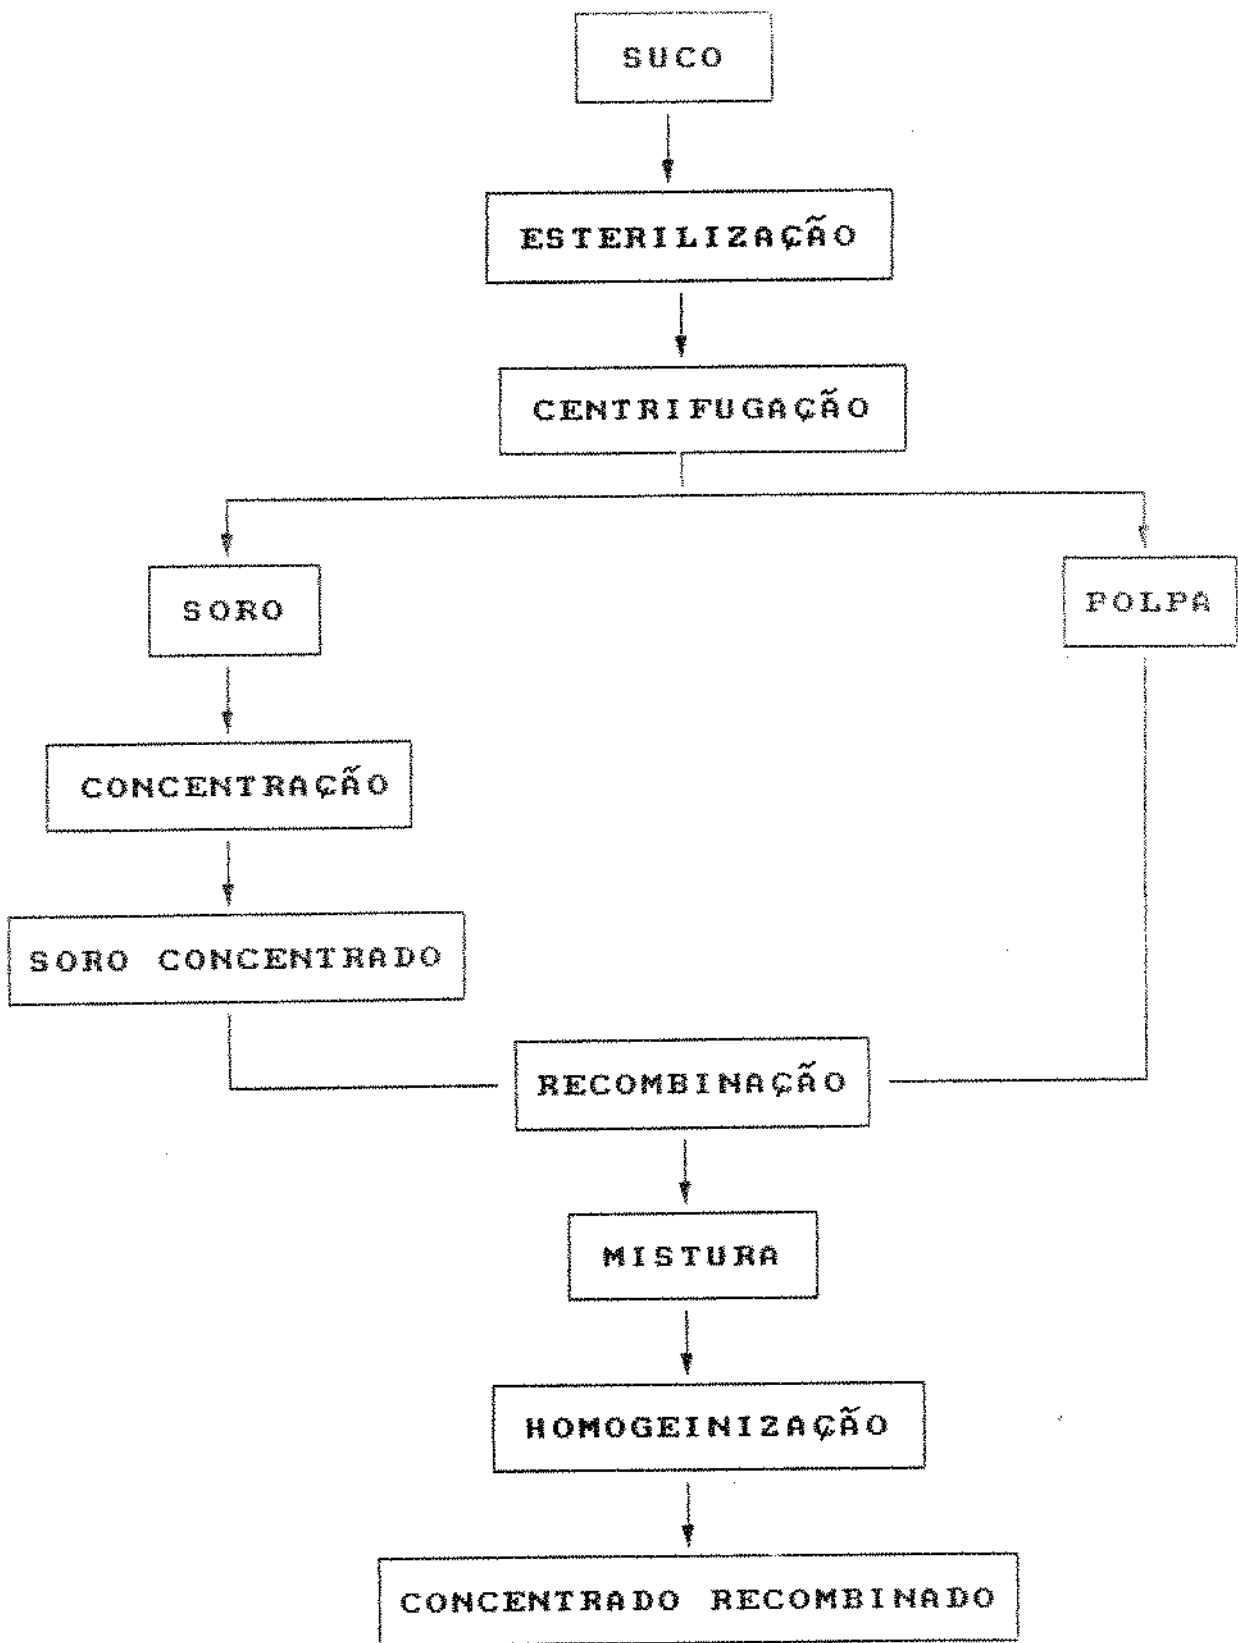 SUCO
ESTERILIZAÇÃO
CENTRIFUGAÇÃO
SORO
POLPA
CONCENTRAÇÃO
SORO CONCENTRADO
RECOMBINAÇÃO
MISTURA
HOMOGEINIZAÇÃO
CONCENTRADO RECOMBINADO